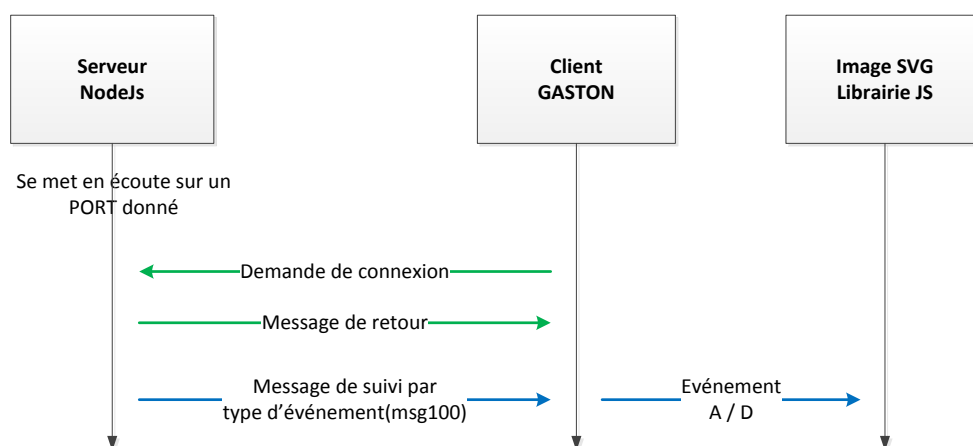 Serveur
NodeJs
Client
GASTON
Image SVG
Librairie JS
Se met en écoute sur un
PORT donné
Demande de connexion
Message de retour
Message de suivi par
type d'événement(msg100)
Evénement
A / D